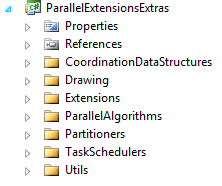 ParallelExtensionsExtras
Properties
References
CoordinationDataStructures
Drawing
Extensions
ParallelAlgorithms
Partitioners
TaskSchedulers
Utils